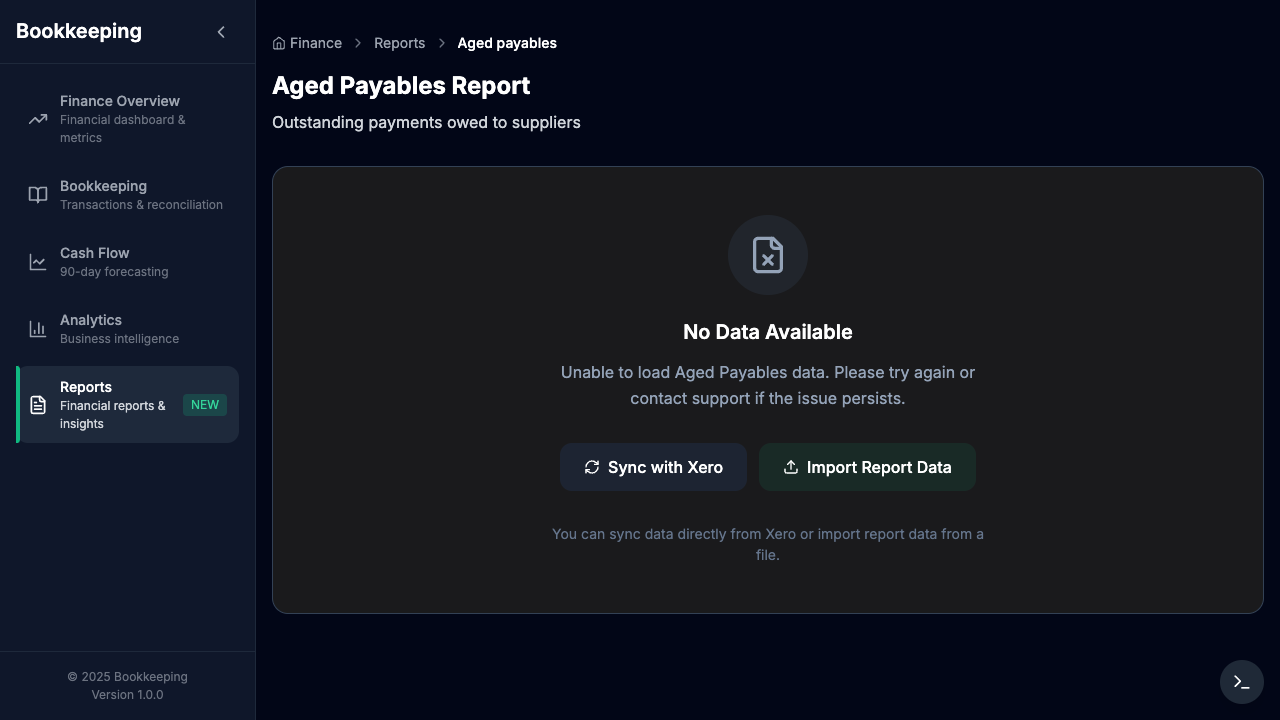 Bookkeeping
Finance Overview
Financial dashboard &
metrics
Bookkeeping
Transactions & reconciliation
Cash Flow
90-day forecasting
Analytics
Business intelligence
Reports
Financial reports &
insights
NEW
© 2025 Bookkeeping
Version 1.0.0
Finance Reports Aged payables
Aged Payables Report
Outstanding payments owed to suppliers
No Data Available
Unable to load Aged Payables data. Please try again or
contact support if the issue persists.
Sync with Xero
Import Report Data
You can sync data directly from Xero or import report data from a
file.